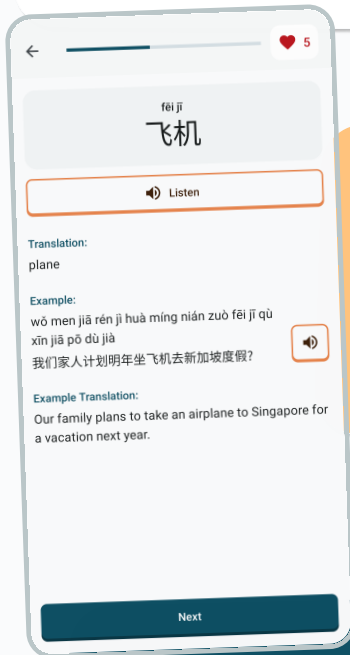 5
fēi jī
飞机
Listen
Translation:
plane
Example:
wǒ men jiā rén jì huà míng nián zuò fēi jī qù
xīn jiā pō dù jià
我们家人计划明年坐飞机去新加坡度假?
Example Translation:
Our family plans to take an airplane to Singapore for
a vacation next year.
Next